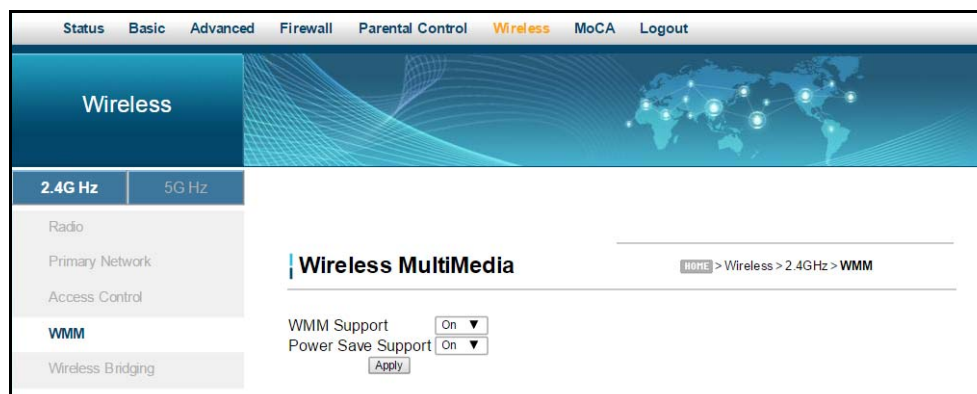 Status Basic Advanced Firewall Parental Control Wireless MoCA Logout
Wireless
2.4G Hz 5G Hz
Radio
Primary Network
Access Control
WMM
Wireless Bridging
Wireless MultiMedia
HOME > Wireless > 2.4GHz > WMM
WMM Support On ▼
Power Save Support On ▼
Apply